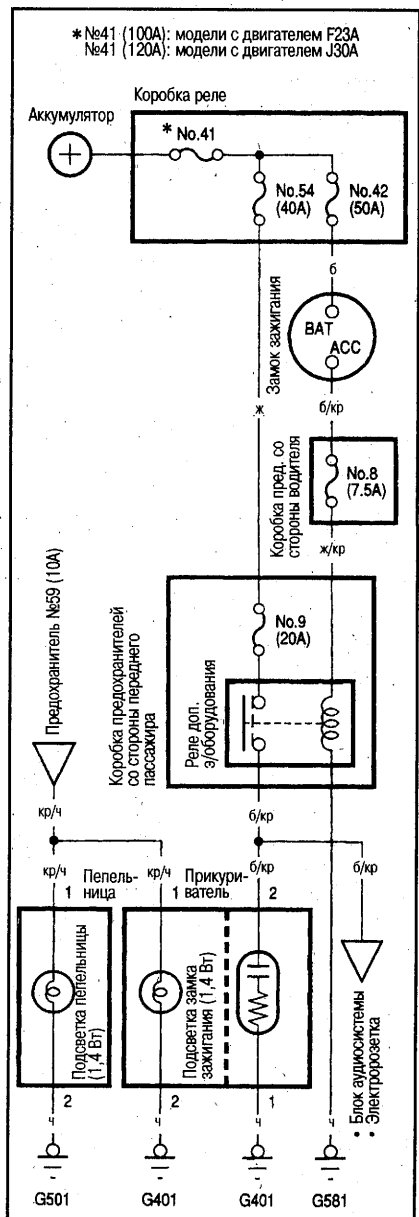 * №41 (100A): модели с двигателем F23A
№41 (120A): модели с двигателем J30A
Коробка реле
Аккумулятор
* No.41
No.54
(40A)
No.42
(50A)
б
Замок зажигания
BAT
ACC
ж
б/кр
Коробка пред. со
стороны водителя
No.8
(7.5A)
ж/кр
Предохранитель №59 (10A)
Коробка предохранителей
со стороны переднего
пассажира
No.9
(20A)
Реле доп.
э/оборудования
кр/ч
б/кр
кр/ч
кр/ч
б/кр
б/кр
1
Пепель-
ница
1
Прикури-
ватель
2
Подсветка пепельницы
(1,4 Вт)
Подсветка замка
зажигания (1,4 Вт)
• Блок аудиосистемы
• Электророзетка
2
2
1
ч
ч
ч
ч
G501
G401
G401
G581